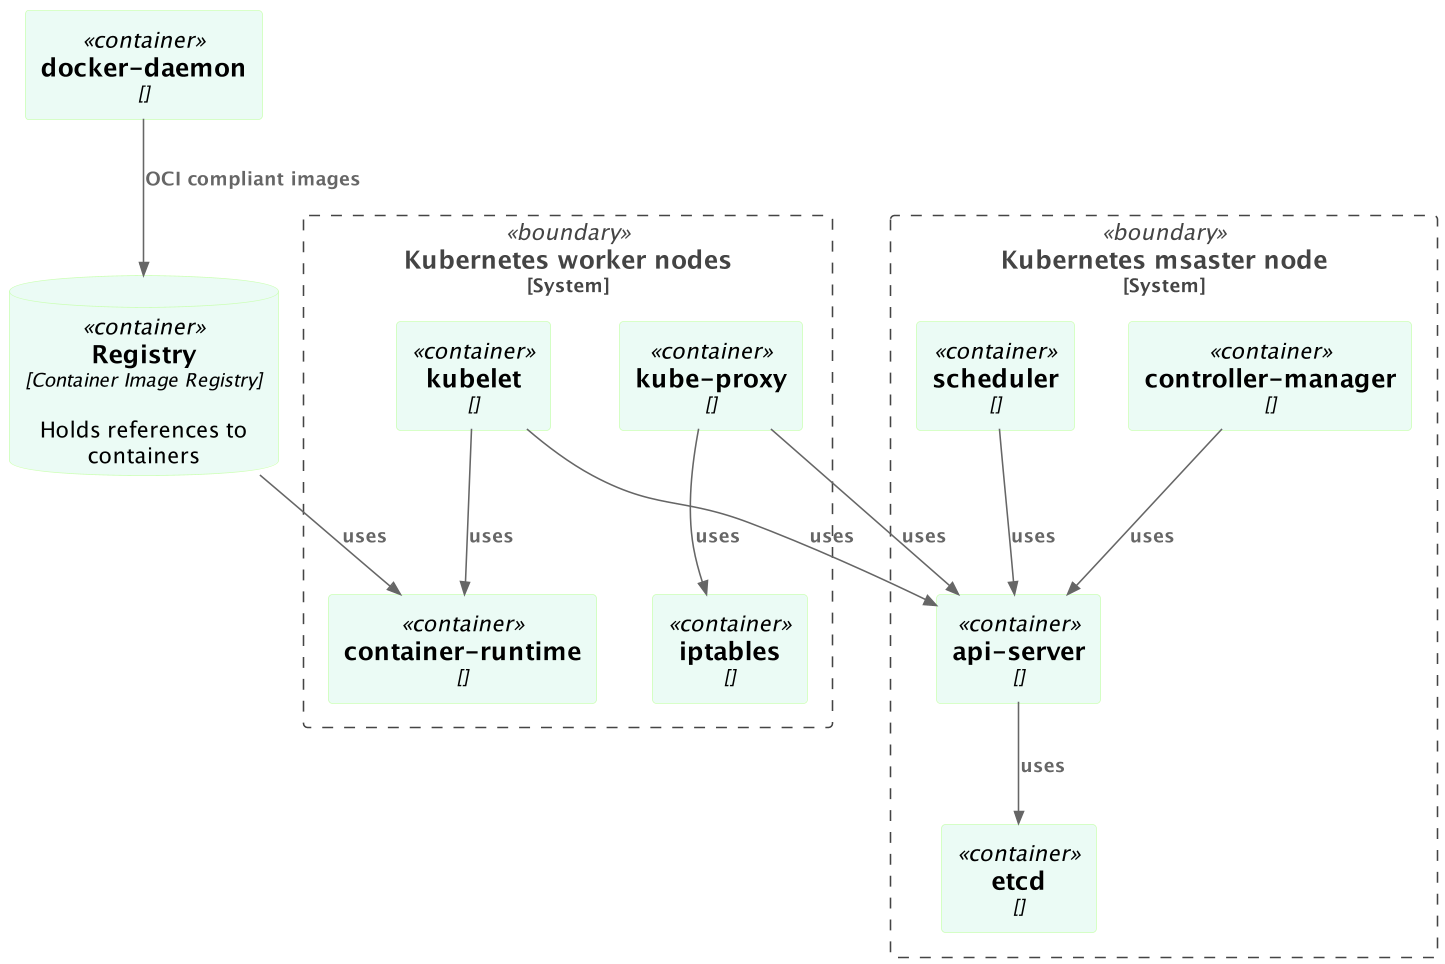 «container»
docker-daemon
[]
OCI compliant images
«container»
Registry
[Container Image Registry]
Holds references to
containers
«boundary»
Kubernetes worker nodes
[System]
«container»
kubelet
[]
«container»
kube-proxy
[]
uses
uses
uses
uses
uses
«container»
container-runtime
[]
«container»
iptables
[]
«boundary»
Kubernetes msaster node
[System]
«container»
scheduler
[]
«container»
controller-manager
[]
uses
uses
«container»
api-server
[]
uses
«container»
etcd
[]